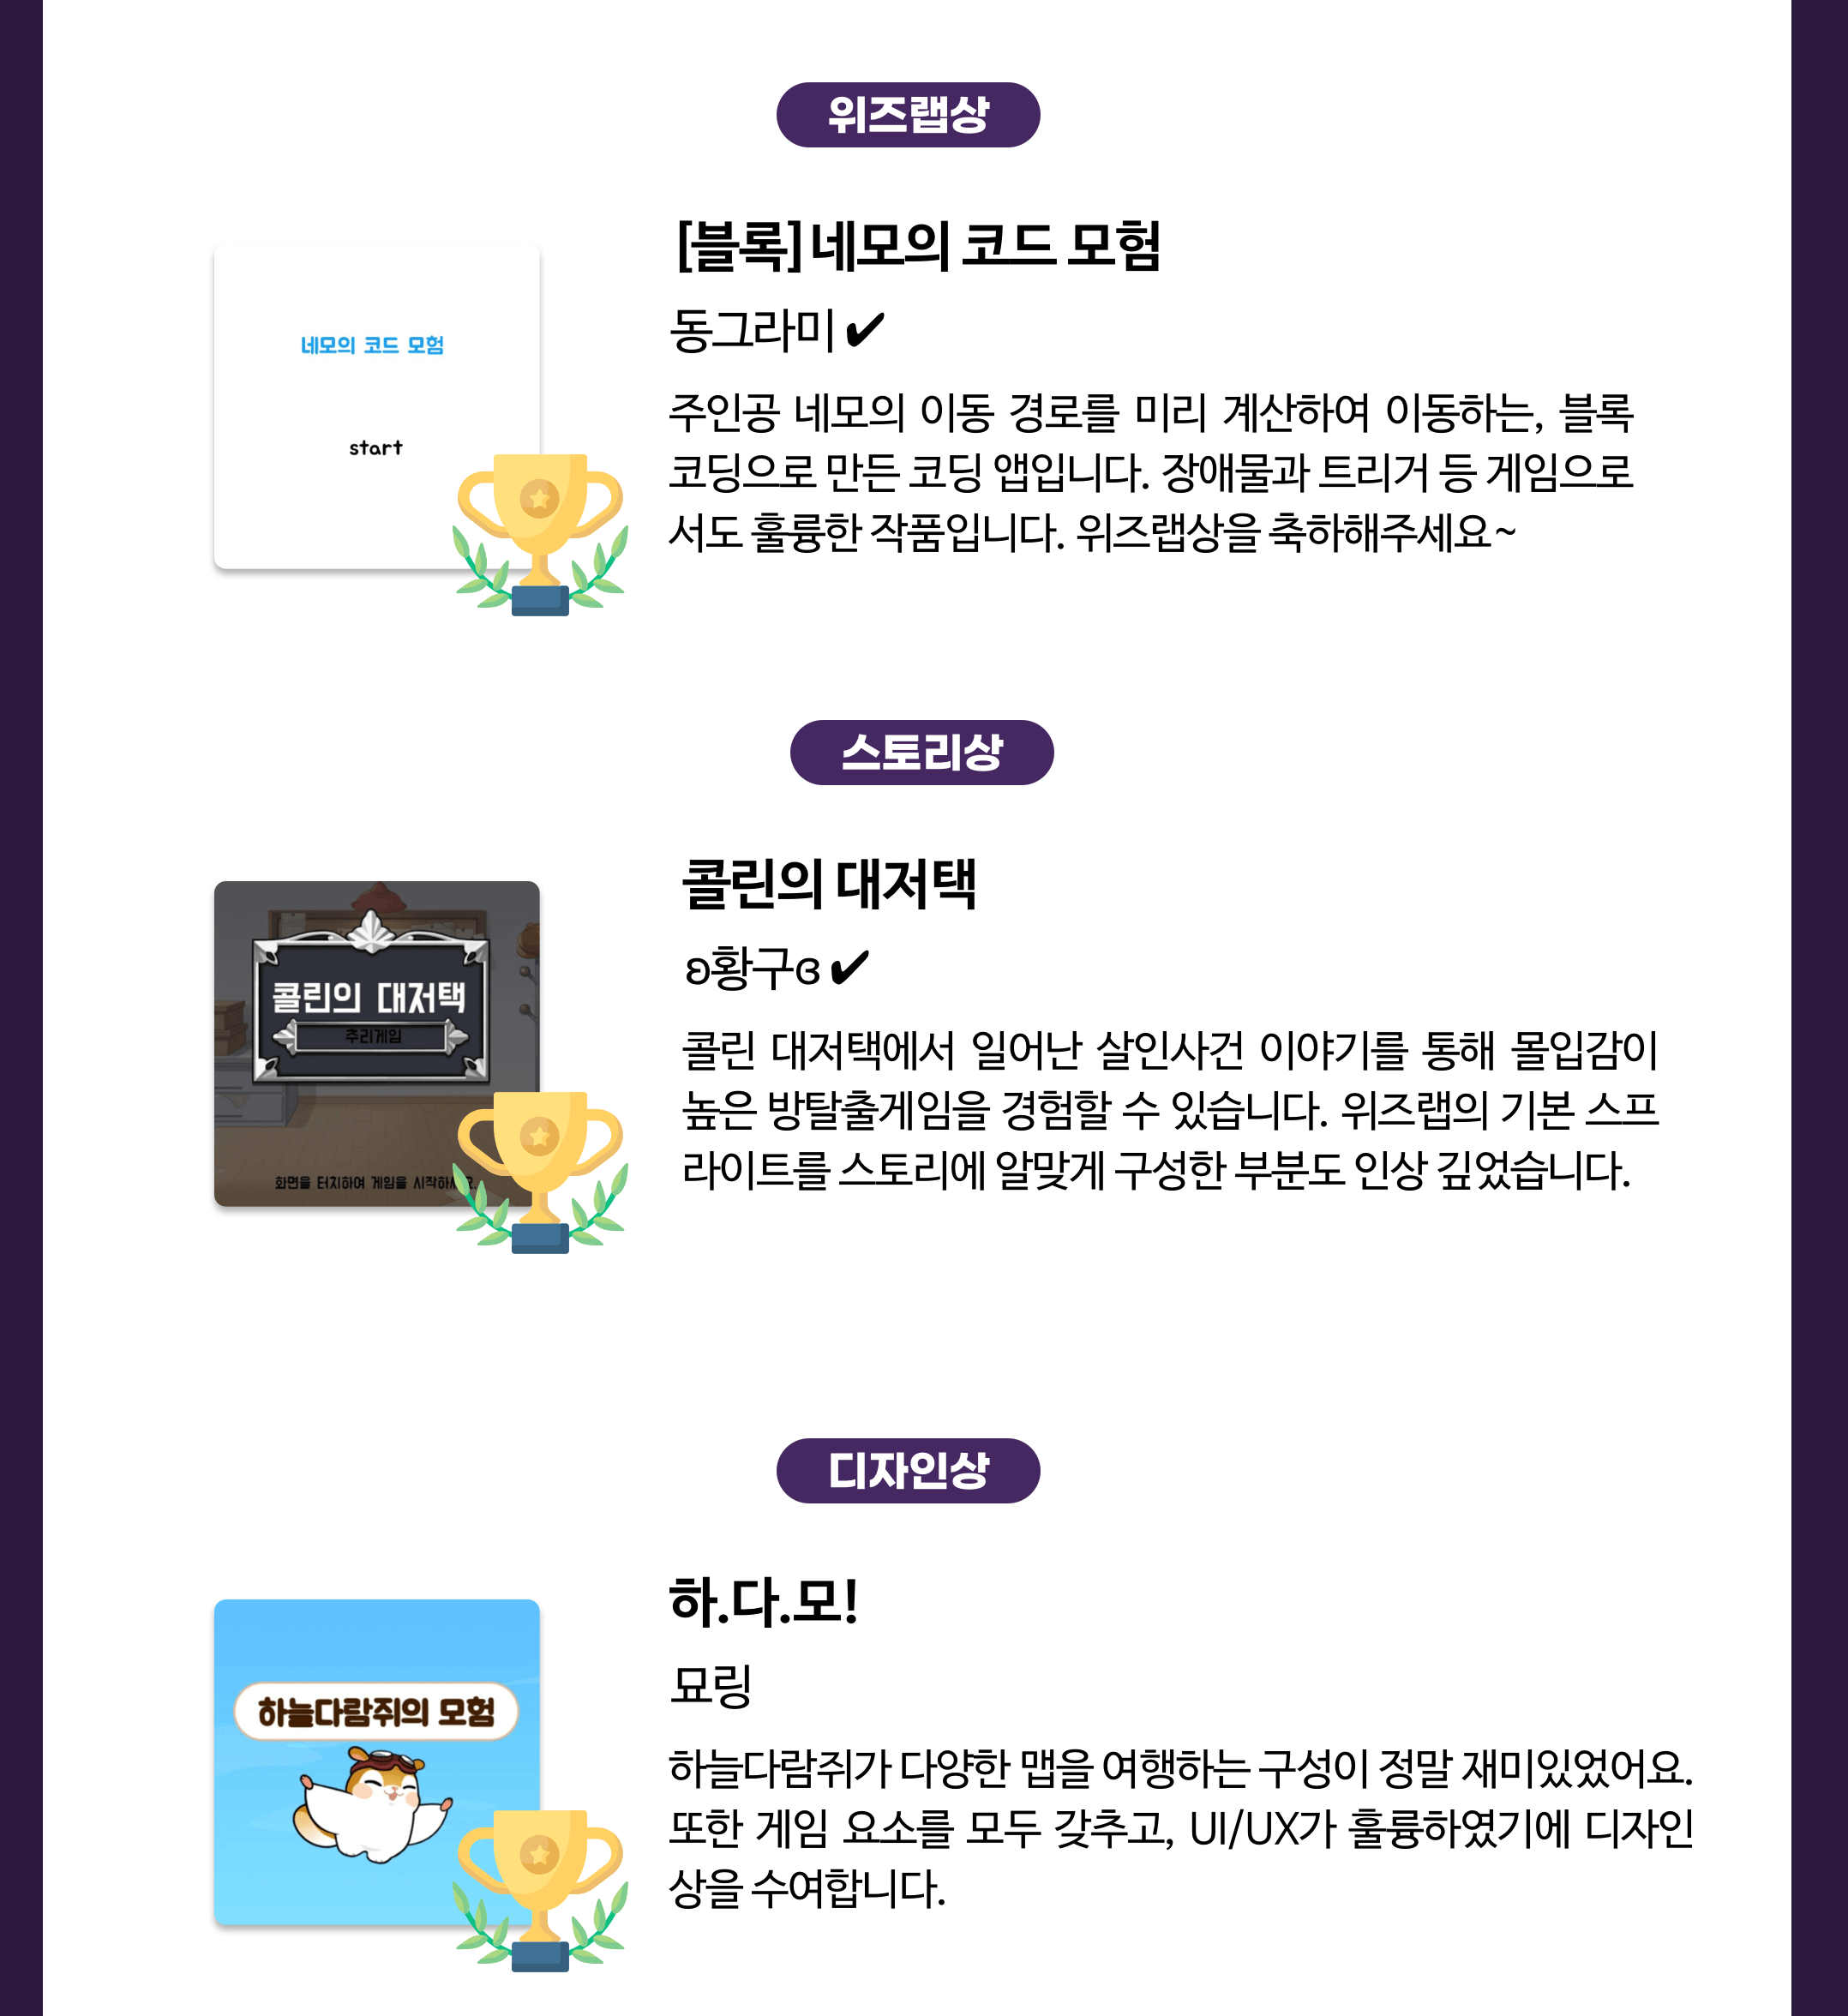 위즈랩상
[블록]네모의 코드 모험
동그라미 ✔
네모의 코드 모험
start
주인공 네모의 이동 경로를 미리 계산하여 이동하는, 블록
코딩으로 만든 코딩 앱입니다. 장애물과 트리거 등 게임으로
서도 훌륭한 작품입니다. 위즈랩상을 축하해주세요~
스토리상
콜린의 대저택
ʚ황구ɞ ✔
콜린의 대저택
추리게임
화면을 터치하여 게임을 시작하세요
콜린 대저택에서 일어난 살인사건 이야기를 통해 몰입감이
높은 방탈출게임을 경험할 수 있습니다. 위즈랩의 기본 스프
라이트를 스토리에 알맞게 구성한 부분도 인상 깊었습니다.
디자인상
하.다.모!
묘링
하늘다람쥐의 모험
하늘다람쥐가 다양한 맵을 여행하는 구성이 정말 재미있었어요.
또한 게임 요소를 모두 갖추고, UI/UX가 훌륭하였기에 디자인
상을 수여합니다.